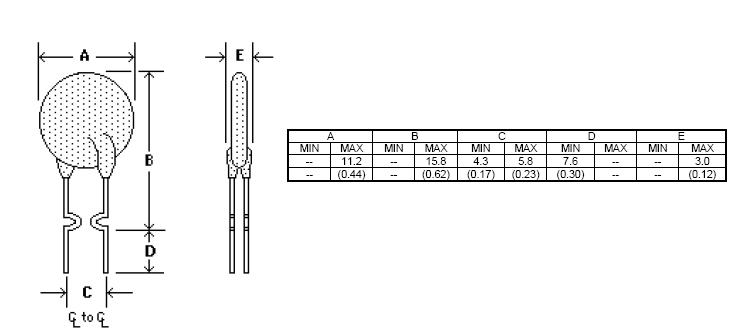 A
E
B
D
C
℄ to ℄
A B C D E
MIN MAX MIN MAX MIN MAX MIN MAX MIN MAX
-- 11.2 -- 15.8 4.3 5.8 7.6 -- -- 3.0
-- (0.44) -- (0.62) (0.17) (0.23) (0.30) -- -- (0.12)